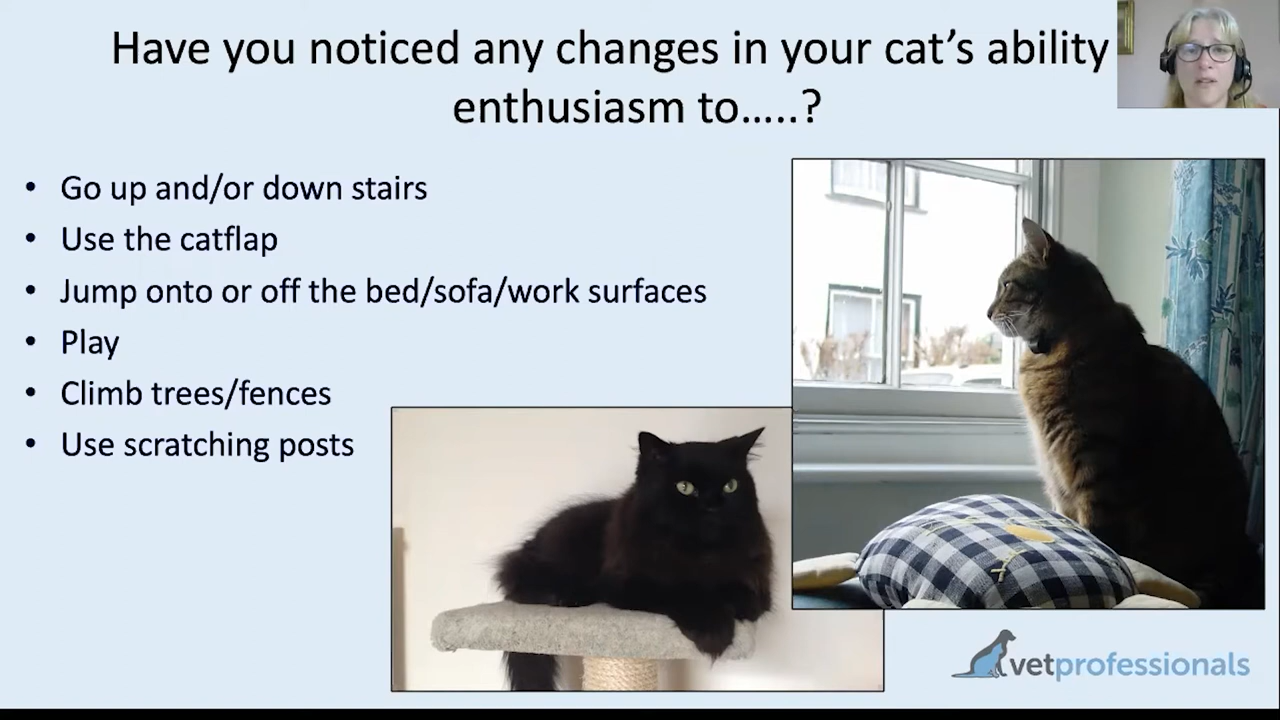 Have you noticed any changes in your cat’s ability
enthusiasm to…..?
• Go up and/or down stairs
• Use the catflap
• Jump onto or off the bed/sofa/work surfaces
• Play
• Climb trees/fences
• Use scratching posts
vetprofessionals